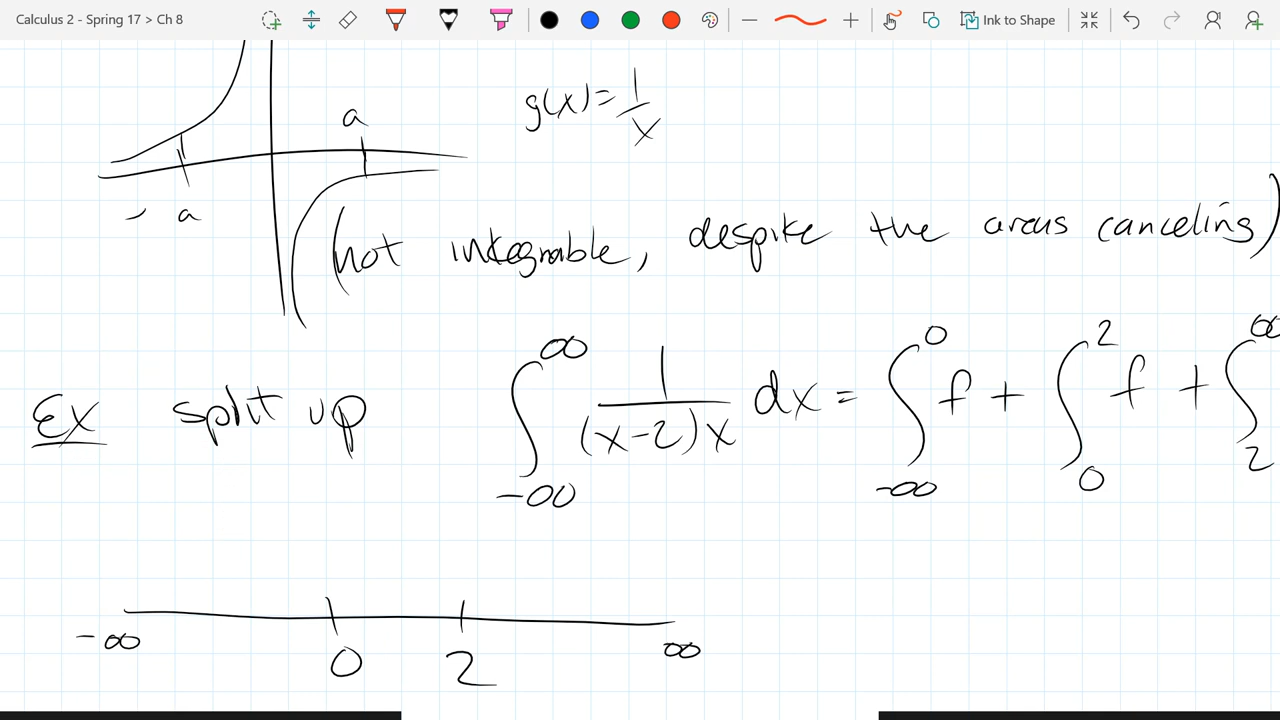 Calculus 2 - Spring 17 > Ch 8
Ink to Shape
g(x) = 1/x
a
- a
(not integrable, despite the areas canceling)
Ex split up ∫_{-∞}^{∞} 1/((x-2)x) dx = ∫_{-∞}^{0} f + ∫_{0}^{2} f + ∫_{2}^{∞}
-∞ 0 2 ∞